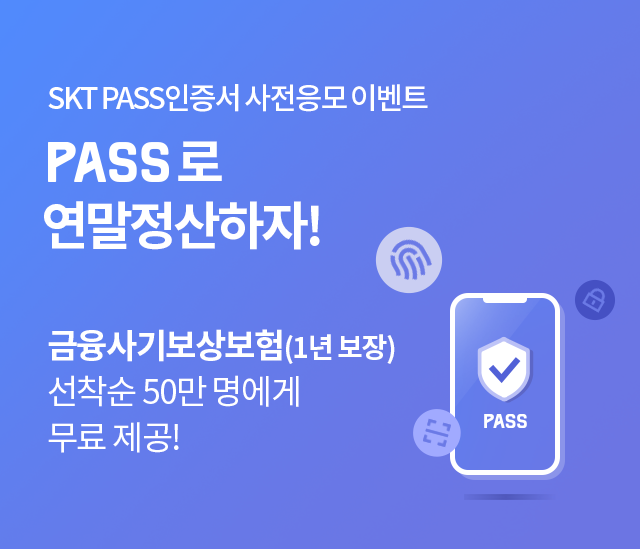 SKT PASS인증서 사전응모 이벤트
PASS 로
연말정산하자!
금융사기보상보험(1년 보장)
선착순 50만 명에게
무료 제공!
PASS